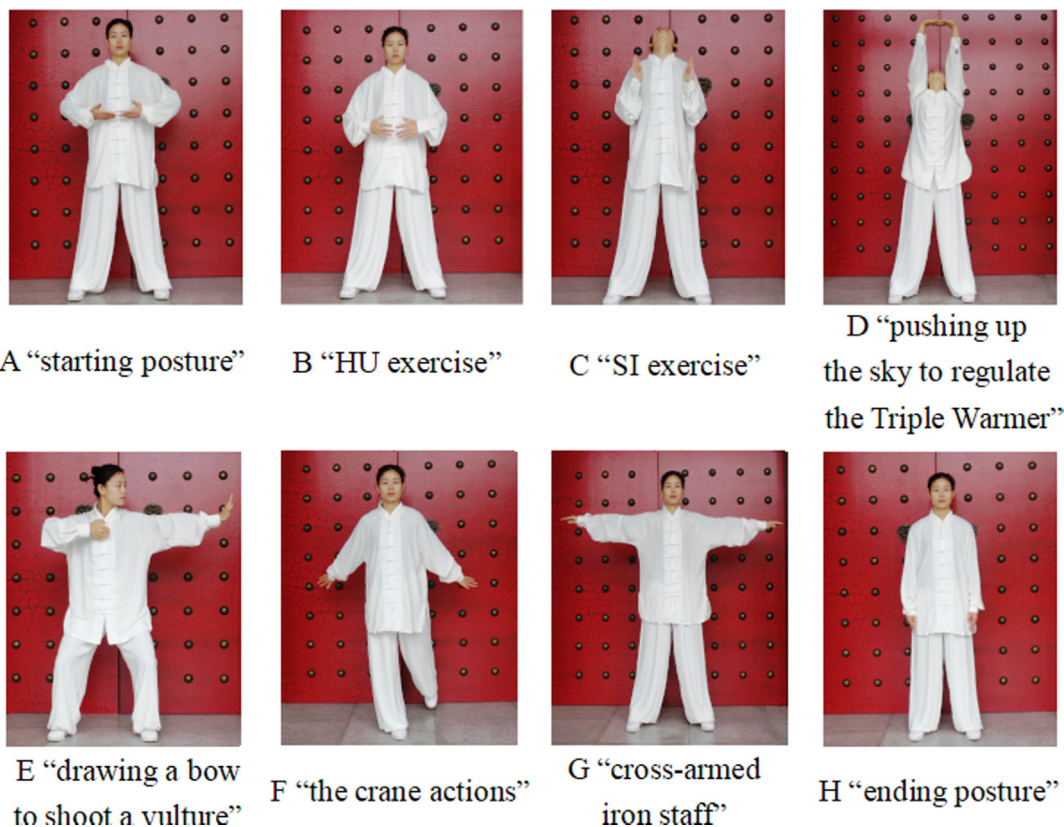 A “starting posture”
B “HU exercise”
C “SI exercise”
D “pushing up
the sky to regulate
the Triple Warmer”
E “drawing a bow
to shoot a vulture”
F “the crane actions”
G “cross-armed
iron staff”
H “ending posture”